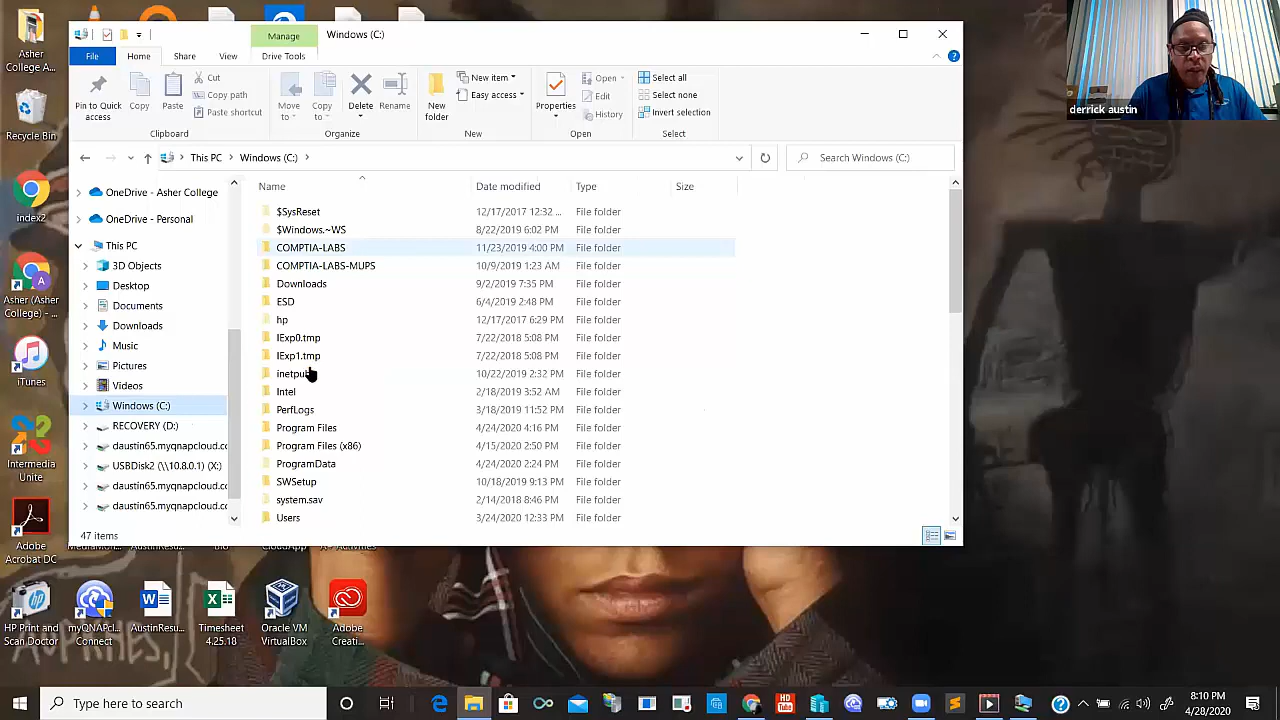 Manage
Windows (C:)
File
Home
Share
View
Drive Tools
Pin to Quick access
Copy
Paste
Cut
Copy path
Paste shortcut
Clipboard
Move to
Copy to
Delete
Rename
Organize
New folder
New item
Easy access
New
Properties
Open
Edit
History
Open
Select all
Select none
Invert selection
Select
This PC
Windows (C:)
Search Windows (C:)
OneDrive - Asher College
OneDrive - Personal
This PC
3D Objects
Desktop
Documents
Downloads
Music
Pictures
Videos
Windows (C:)
RECOVERY (D:)
daustin65.myqnapcloud.cc
USBDisk2 (\\10.8.0.1) (X:)
daustin65.myqnapcloud.cc
daustin65.myqnapcloud.cc
Name Date modified Type Size
$SysReset 12/17/2017 12:32 ... File folder
$Windows.~WS 8/22/2019 6:02 PM File folder
COMPTIA-LABS 11/23/2019 4:00 PM File folder
COMPTIA-LABS-MUPS 10/9/2019 1:23 AM File folder
Downloads 9/2/2019 7:35 PM File folder
ESD 6/4/2019 2:48 PM File folder
hp 12/17/2017 6:29 PM File folder
IExp0.tmp 7/22/2018 5:08 PM File folder
IExp1.tmp 7/22/2018 5:08 PM File folder
inetpu 10/22/2019 2:32 PM File folder
Intel 2/18/2019 3:52 AM File folder
PerfLogs 3/18/2019 11:52 PM File folder
Program Files 4/24/2020 4:16 PM File folder
Program Files (x86) 4/15/2020 2:50 PM File folder
ProgramData 4/24/2020 2:24 PM File folder
SWSetup 10/18/2019 9:13 PM File folder
system.sav 2/14/2018 8:46 PM File folder
Users 3/24/2020 12:33 PM File folder
47 items
derrick austin
Asher College A...
Recycle Bin
index2
Asher (Asher College) - ...
iTunes
Intermedia Unite
Adobe Acrobat DC
HP Print and Scan Doctor
myQNAPcl... Connect
AustinResu...
Timesheet 4.25.18
Oracle VM VirtualBox
Adobe Creati...
Type here to search
8:10 PM
4/28/2020